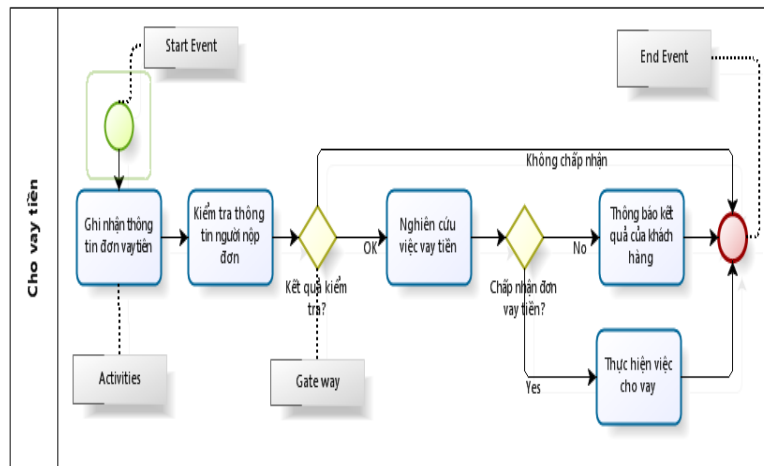 Cho vay tiền
Start Event
End Event
Không chấp nhận
Ghi nhận thông
tin đơn vay tiền
Kiểm tra thông
tin người nộp
đơn
Kết quả kiểm
tra?
OK
Nghiên cứu
việc vay tiền
Chấp nhận đơn
vay tiền?
No
Thông báo kết
quả của khách
hàng
Yes
Thực hiện việc
cho vay
Activities
Gate way